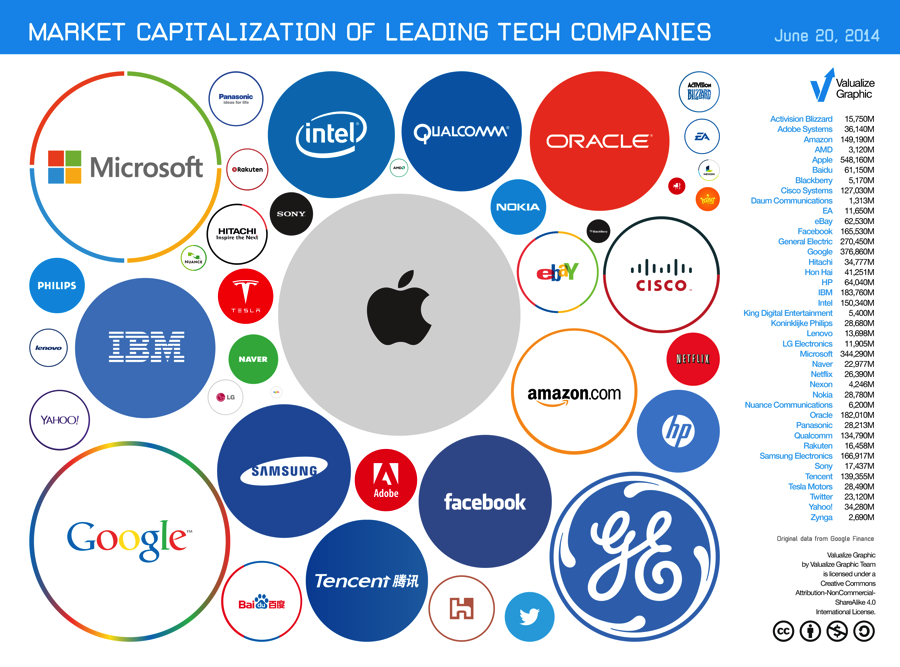 MARKET CAPITALIZATION OF LEADING TECH COMPANIES
June 20, 2014
Microsoft
Panasonic
ideas for life
intel
QUALCOMM
ORACLE
ACTIVISION
BLIZZARD
EA
Rakuten
AMD
NEXON
SONY
NOKIA
HITACHI
Inspire the Next
NUANCE
BlackBerry
ebaY
CISCO
PHILIPS
TESLA
IBM
lenovo
NAVER
NETFLIX
LG
amazon.com
YAHOO!
hp
SAMSUNG
Adobe
facebook
Google™
GE
Tencent 腾讯
Bai du 百度
Valualize
Graphic
Activision Blizzard 15,750M
Adobe Systems 36,140M
Amazon 149,190M
AMD 3,120M
Apple 548,160M
Baidu 61,150M
Blackberry 5,170M
Cisco Systems 127,030M
Daum Communications 1,313M
EA 11,650M
eBay 62,530M
Facebook 165,530M
General Electric 270,450M
Google 376,860M
Hitachi 34,777M
Hon Hai 41,251M
HP 64,040M
IBM 183,760M
Intel 150,340M
King Digital Entertainment 5,400M
Koninklijke Philips 28,680M
Lenovo 13,698M
LG Electronics 11,905M
Microsoft 344,290M
Naver 22,977M
Netflix 26,390M
Nexon 4,246M
Nokia 28,780M
Nuance Communications 6,200M
Oracle 182,010M
Panasonic 28,213M
Qualcomm 134,790M
Rakuten 16,458M
Samsung Electronics 166,917M
Sony 17,437M
Tencent 139,355M
Tesla Motors 28,490M
Twitter 23,120M
Yahoo! 34,280M
Zynga 2,690M
Original data from Google Finance
Valualize Graphic
by Valualize Graphic Team
is licensed under a
Creative Commons
Attribution-NonCommercial-
ShareAlike 4.0
International License.